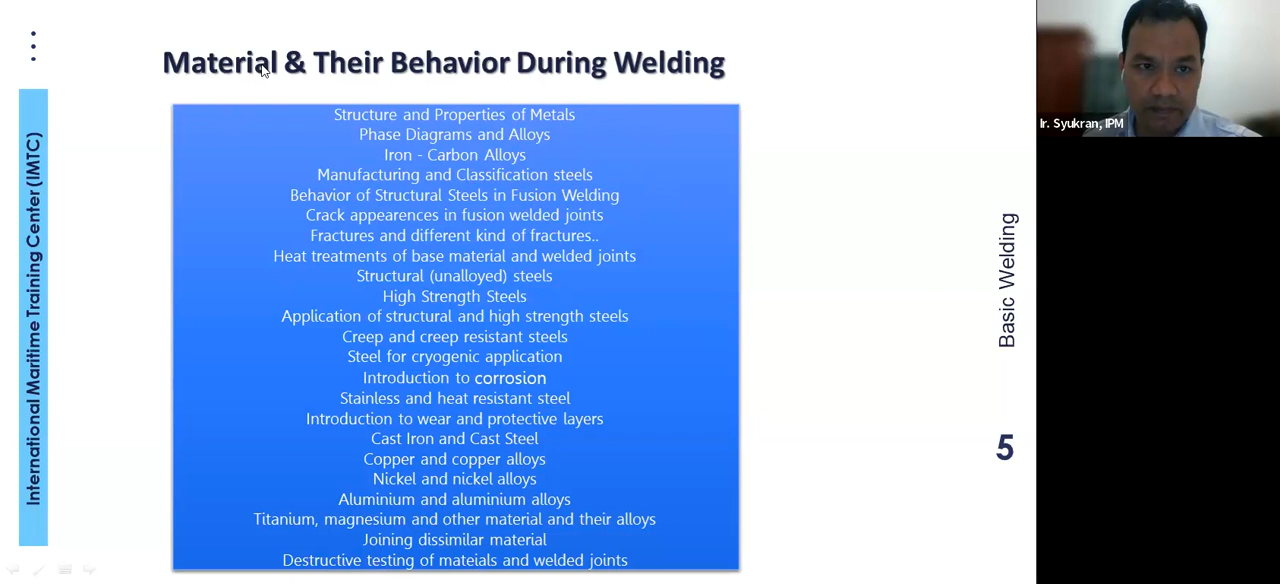 Material & Their Behavior During Welding
Structure and Properties of Metals
Phase Diagrams and Alloys
Iron - Carbon Alloys
Manufacturing and Classification steels
Behavior of Structural Steels in Fusion Welding
Crack appearences in fusion welded joints
Fractures and different kind of fractures..
Heat treatments of base material and welded joints
Structural (unalloyed) steels
High Strength Steels
Application of structural and high strength steels
Creep and creep resistant steels
Steel for cryogenic application
Introduction to corrosion
Stainless and heat resistant steel
Introduction to wear and protective layers
Cast Iron and Cast Steel
Copper and copper alloys
Nickel and nickel alloys
Aluminium and aluminium alloys
Titanium, magnesium and other material and their alloys
Joining dissimilar material
Destructive testing of mateials and welded joints
International Maritime Training Center (IMTC)
Basic Welding
5
Ir. Syukran, IPM